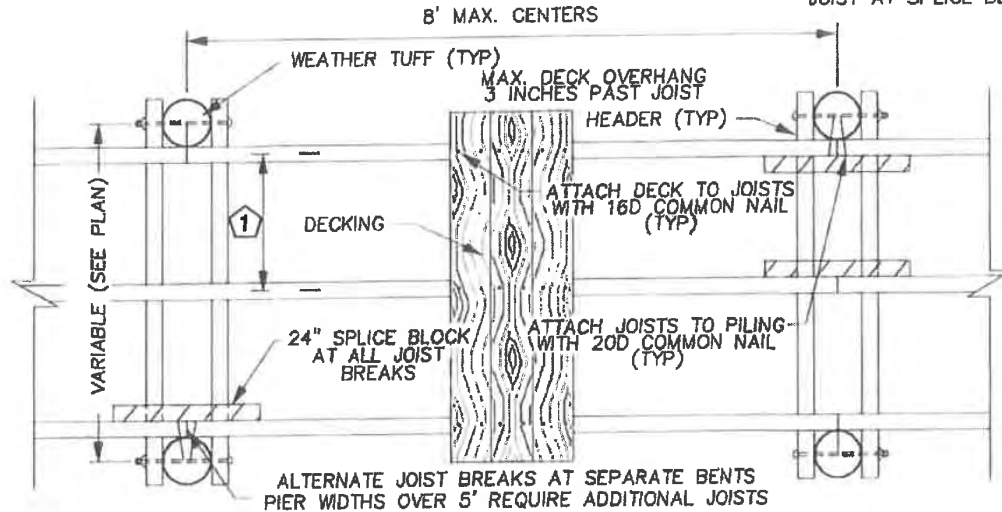 8' MAX. CENTERS
JOIST AT SPLICE
WEATHER TUFF (TYP)
MAX. DECK OVERHANG
3 INCHES PAST JOIST
HEADER (TYP)
ATTACH DECK TO JOISTS
WITH 16D COMMON NAIL
(TYP)
VARIABLE (SEE PLAN)
1
DECKING
24" SPLICE BLOCK
AT ALL JOIST
BREAKS
ATTACH JOISTS TO PILING
WITH 20D COMMON NAIL
(TYP)
ALTERNATE JOIST BREAKS AT SEPARATE BENTS
PIER WIDTHS OVER 5' REQUIRE ADDITIONAL JOISTS